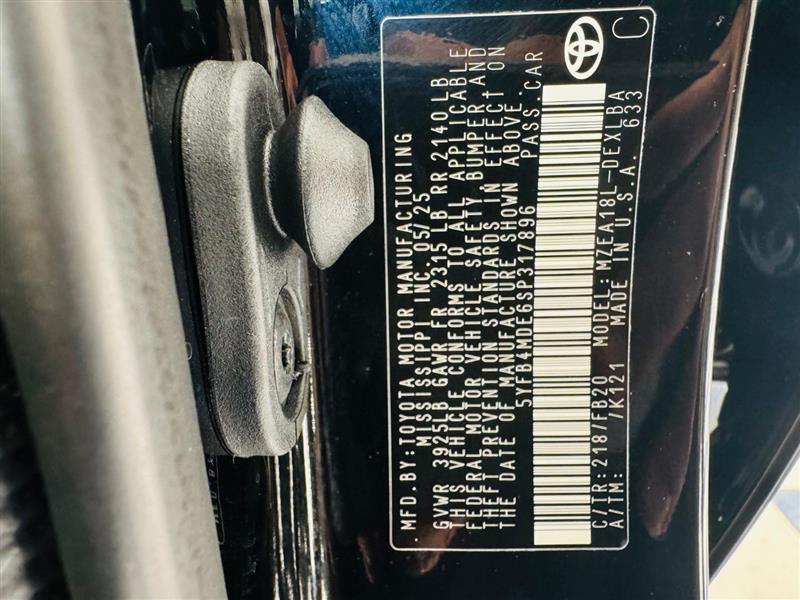 MFD. BY: TOYOTA MOTOR MANUFACTURING
MISSISSIPPI INC. 05/25
GVWR 3925LB GAWR FR 2315 LB RR 2140LB
THIS VEHICLE CONFORMS TO ALL APPLICABLE
FEDERAL MOTOR VEHICLE SAFETY BUMPER AND
THEFT PREVENTION STANDARDS IN EFFECT ON
THE DATE OF MANUFACTURE SHOWN ABOVE.
5YFB4MDE6SP317896 PASS.CAR
C/TR: 218/FB20 MODEL: MZEA18L-DEXLBA
A/TM: /K121 MADE IN U.S.A. 633
C